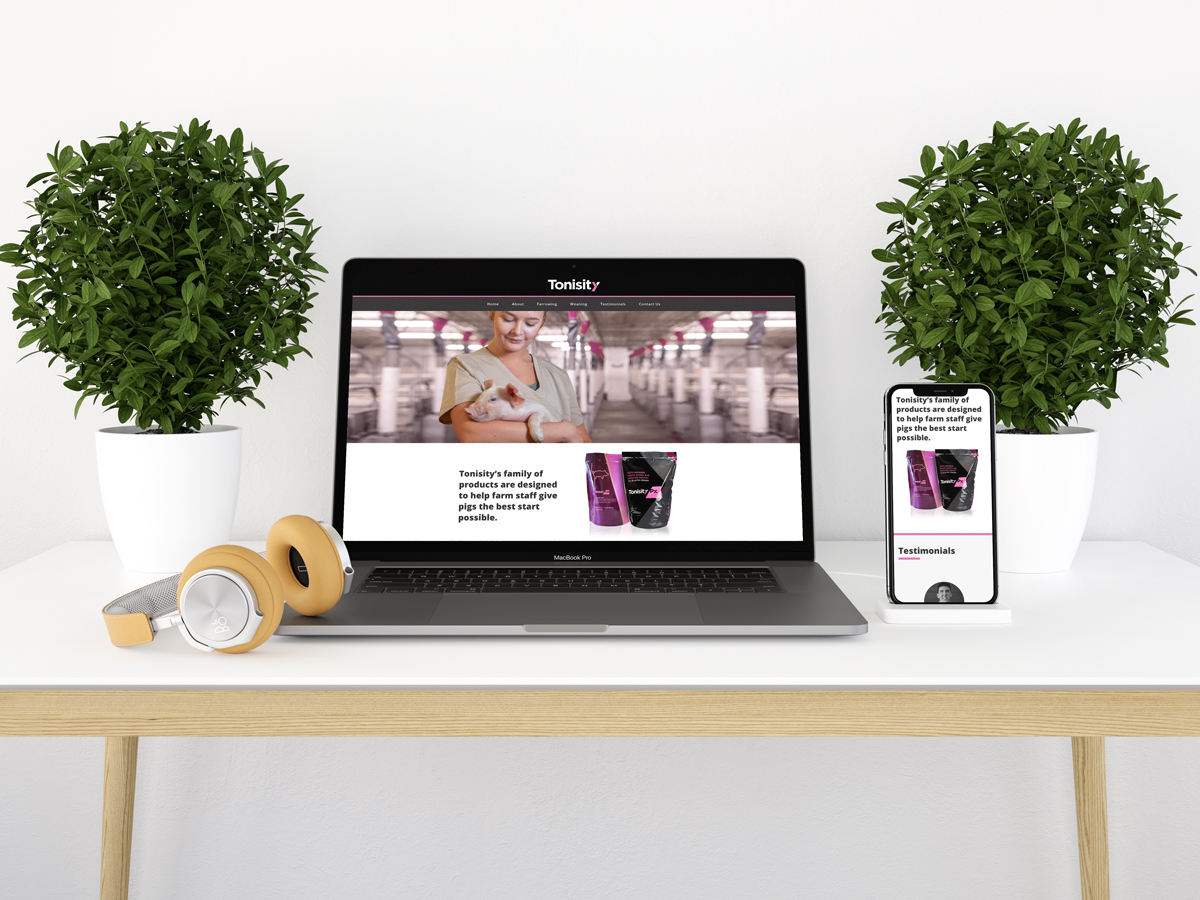 Tonisity
Home About Farrowing Weaning Testimonials Contact Us
Tonisity's family of
products are designed
to help farm staff give
pigs the best start
possible.
Tonisity Px
MacBook Pro
Tonisity's family of
products are designed
to help farm staff give
pigs the best start
possible.
Testimonials